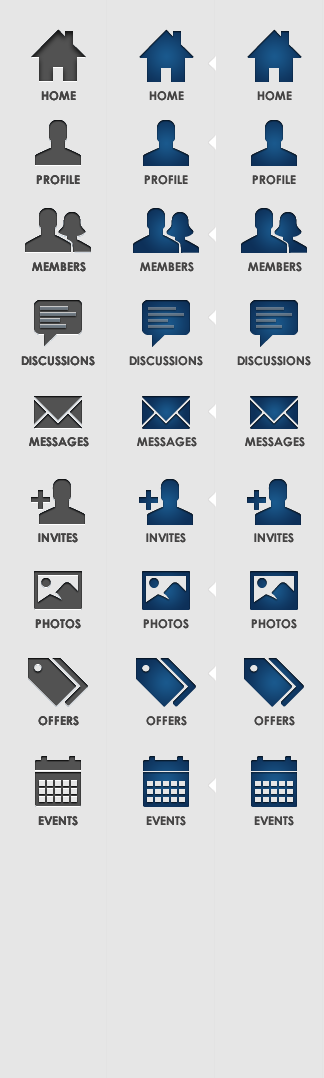 HOME HOME HOME
PROFILE PROFILE PROFILE
MEMBERS MEMBERS MEMBERS
DISCUSSIONS DISCUSSIONS DISCUSSIONS
MESSAGES MESSAGES MESSAGES
INVITES INVITES INVITES
PHOTOS PHOTOS PHOTOS
OFFERS OFFERS OFFERS
EVENTS EVENTS EVENTS